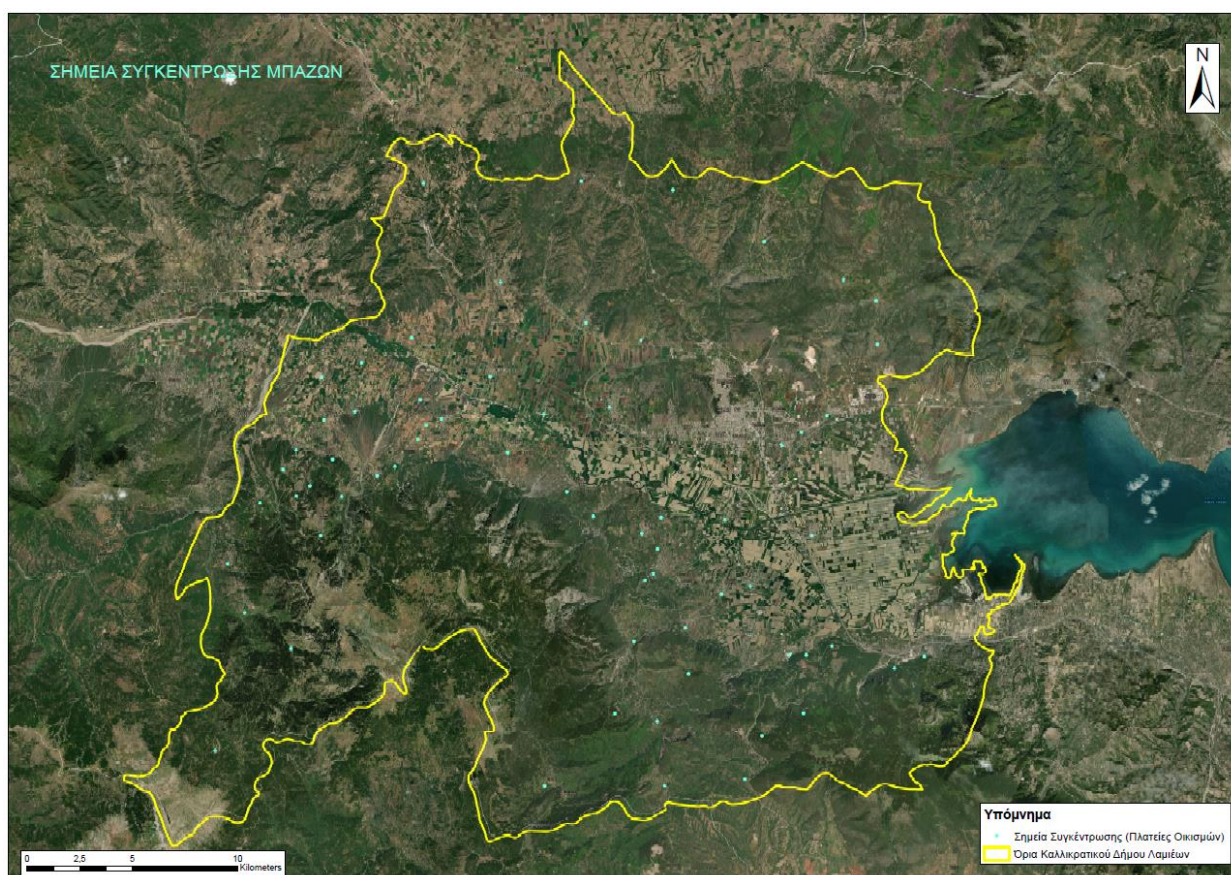 ΣΗΜΕΙΑ ΣΥΓΚΕΝΤΡΩΣΗΣ ΜΠΑΖΩΝ
N
Υπόμνημα
Σημεία Συγκέντρωσης (Πλατείες Οικισμών)
Όρια Καλλικρατικού Δήμου Λαμιέων
0 2,5 5 10
Kilometers